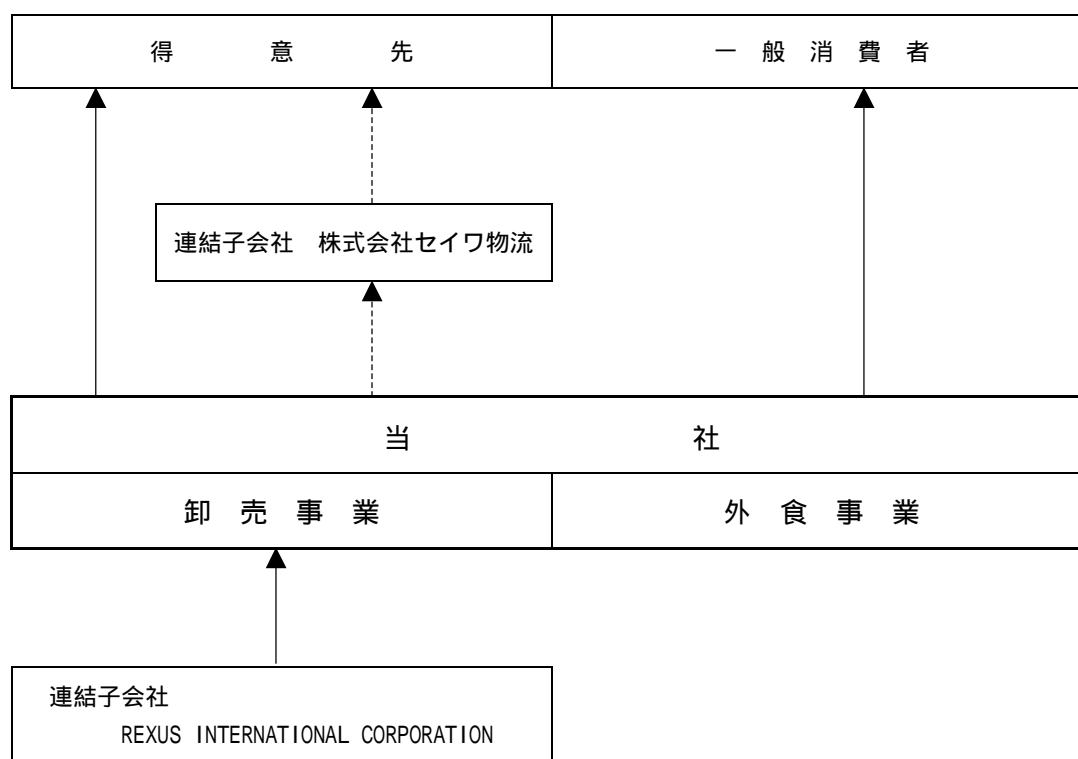 得意先
一般消費者
連結子会社　株式会社セイワ物流
当社
卸売事業
外食事業
連結子会社
REXUS INTERNATIONAL CORPORATION